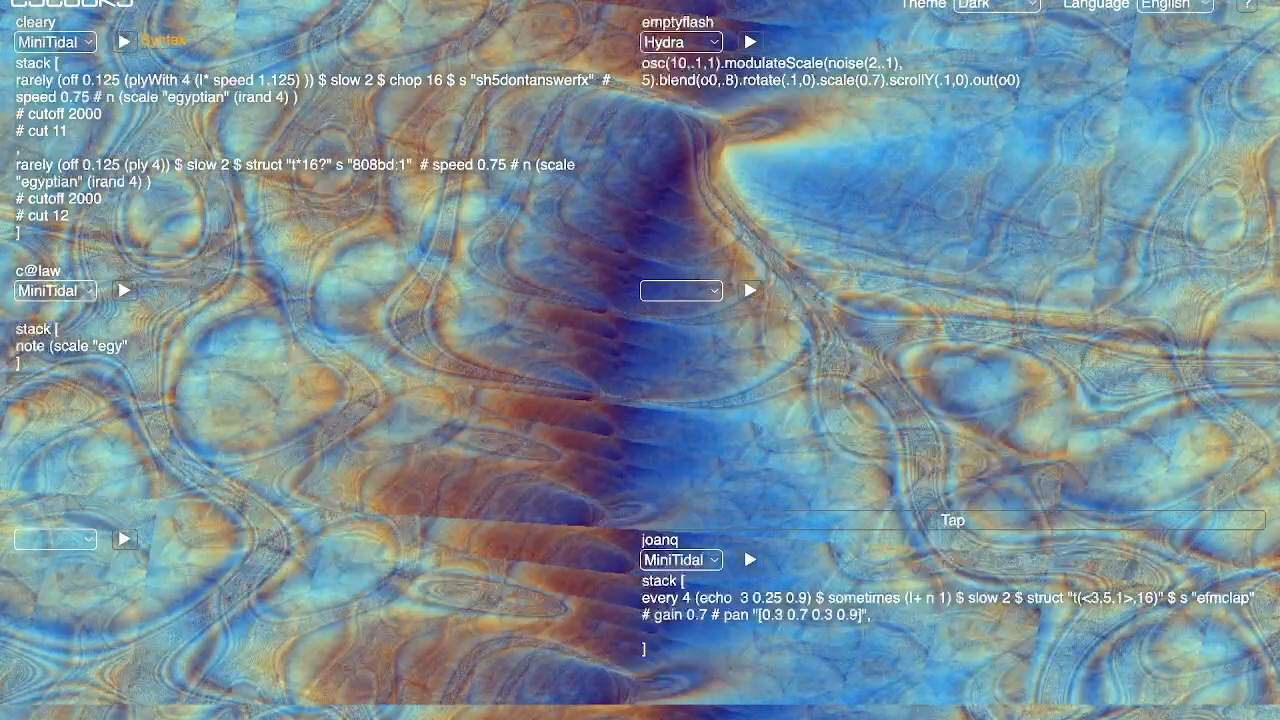 Theme Dark Language English ?
cleary
MiniTidal Syntax
stack [
rarely (off 0.125 (plyWith 4 (|* speed 1.125) )) $ slow 2 $ chop 16 $ s "sh5dontanswerfx" #
speed 0.75 # n (scale "egyptian" (irand 4) )
# cutoff 2000
# cut 11
,
rarely (off 0.125 (ply 4)) $ slow 2 $ struct "t*16?" s "808bd:1" # speed 0.75 # n (scale
"egyptian" (irand 4) )
# cutoff 2000
# cut 12
]
emptyflash
Hydra
osc(10,.1,1).modulateScale(noise(2,.1),
5).blend(o0,.8).rotate(.1,0).scale(0.7).scrollY(.1,0).out(o0)
c@law
MiniTidal
stack [
note (scale "egy"
]
Tap
joanq
MiniTidal
stack [
every 4 (echo 3 0.25 0.9) $ sometimes (|+ n 1) $ slow 2 $ struct "t(<3,5,1>,16)" $ s "efmclap"
# gain 0.7 # pan "[0.3 0.7 0.3 0.9]",
]